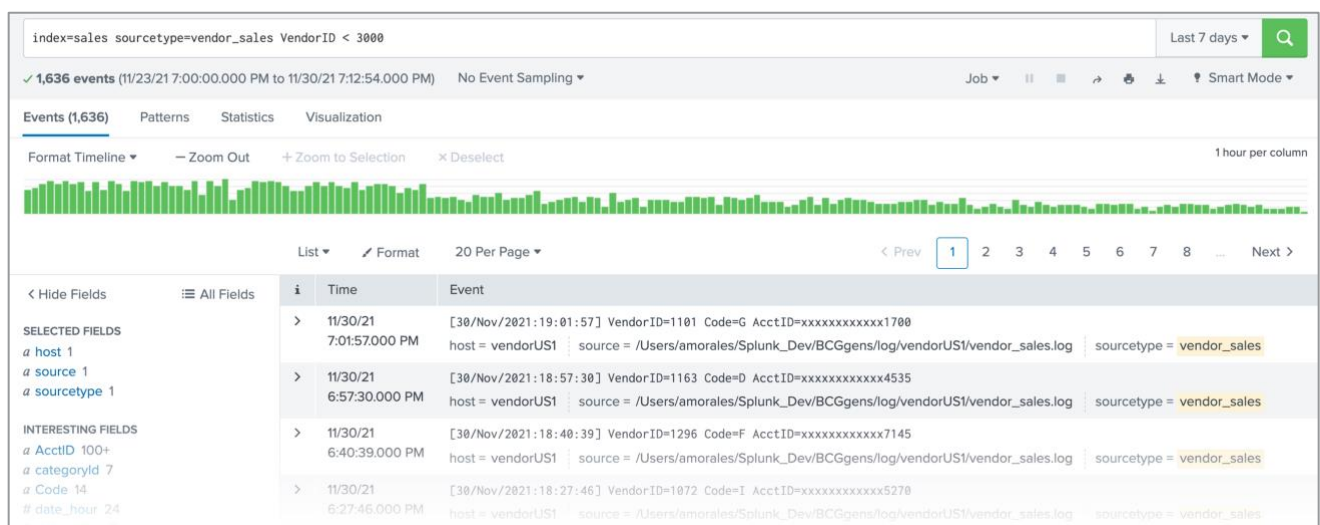 index=sales sourcetype=vendor_sales VendorID < 3000
Last 7 days
✓ 1,636 events (11/23/21 7:00:00.000 PM to 11/30/21 7:12:54.000 PM) No Event Sampling
Job Smart Mode
Events (1,636) Patterns Statistics Visualization
Format Timeline — Zoom Out + Zoom to Selection × Deselect
1 hour per column
List Format 20 Per Page
< Prev 1 2 3 4 5 6 7 8 ... Next >
< Hide Fields All Fields
SELECTED FIELDS
a host 1
a source 1
a sourcetype 1
INTERESTING FIELDS
a AcctID 100+
a categoryId 7
a Code 14
# date_hour 24
i Time Event
> 11/30/21 7:01:57.000 PM
[30/Nov/2021:19:01:57] VendorID=1101 Code=G AcctID=xxxxxxxxxxxx1700
host = vendorUS1 source = /Users/amorales/Splunk_Dev/BCGgens/log/vendorUS1/vendor_sales.log sourcetype = vendor_sales
> 11/30/21 6:57:30.000 PM
[30/Nov/2021:18:57:30] VendorID=1163 Code=D AcctID=xxxxxxxxxxxx4535
host = vendorUS1 source = /Users/amorales/Splunk_Dev/BCGgens/log/vendorUS1/vendor_sales.log sourcetype = vendor_sales
> 11/30/21 6:40:39.000 PM
[30/Nov/2021:18:40:39] VendorID=1296 Code=F AcctID=xxxxxxxxxxxx7145
host = vendorUS1 source = /Users/amorales/Splunk_Dev/BCGgens/log/vendorUS1/vendor_sales.log sourcetype = vendor_sales
> 11/30/21 6:27:46.000 PM
[30/Nov/2021:18:27:46] VendorID=1072 Code=I AcctID=xxxxxxxxxxxx5270
host = vendorUS1 source = /Users/amorales/Splunk_Dev/BCGgens/log/vendorUS1/vendor_sales.log sourcetype = vendor_sales